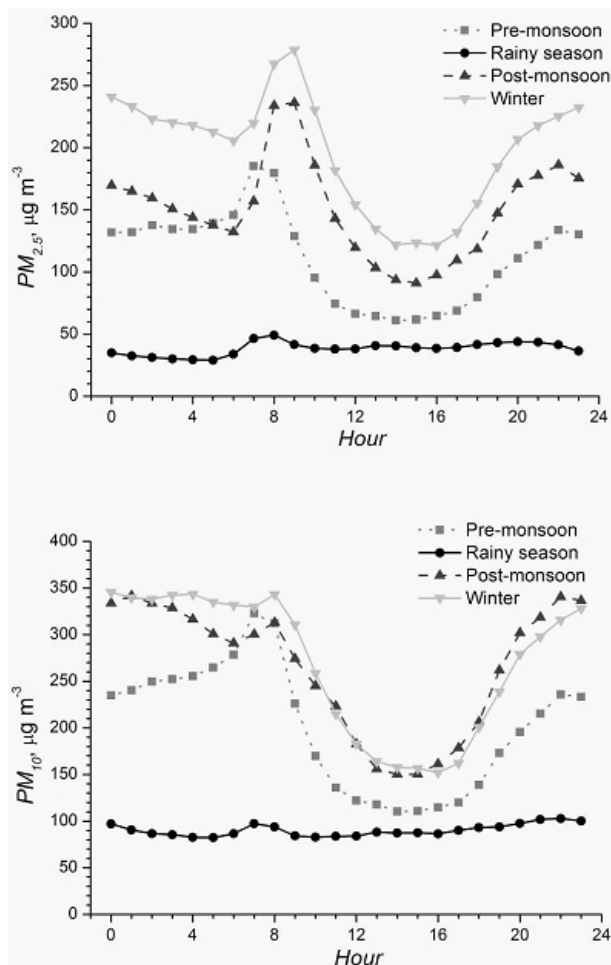 Pre-monsoon
Rainy season
Post-monsoon
Winter
PM2.5, μg m-3
300
250
200
150
100
50
0
0 4 8 12 16 20 24
Hour
Pre-monsoon
Rainy season
Post-monsoon
Winter
PM10, μg m-3
400
350
300
250
200
150
100
50
0
0 4 8 12 16 20 24
Hour